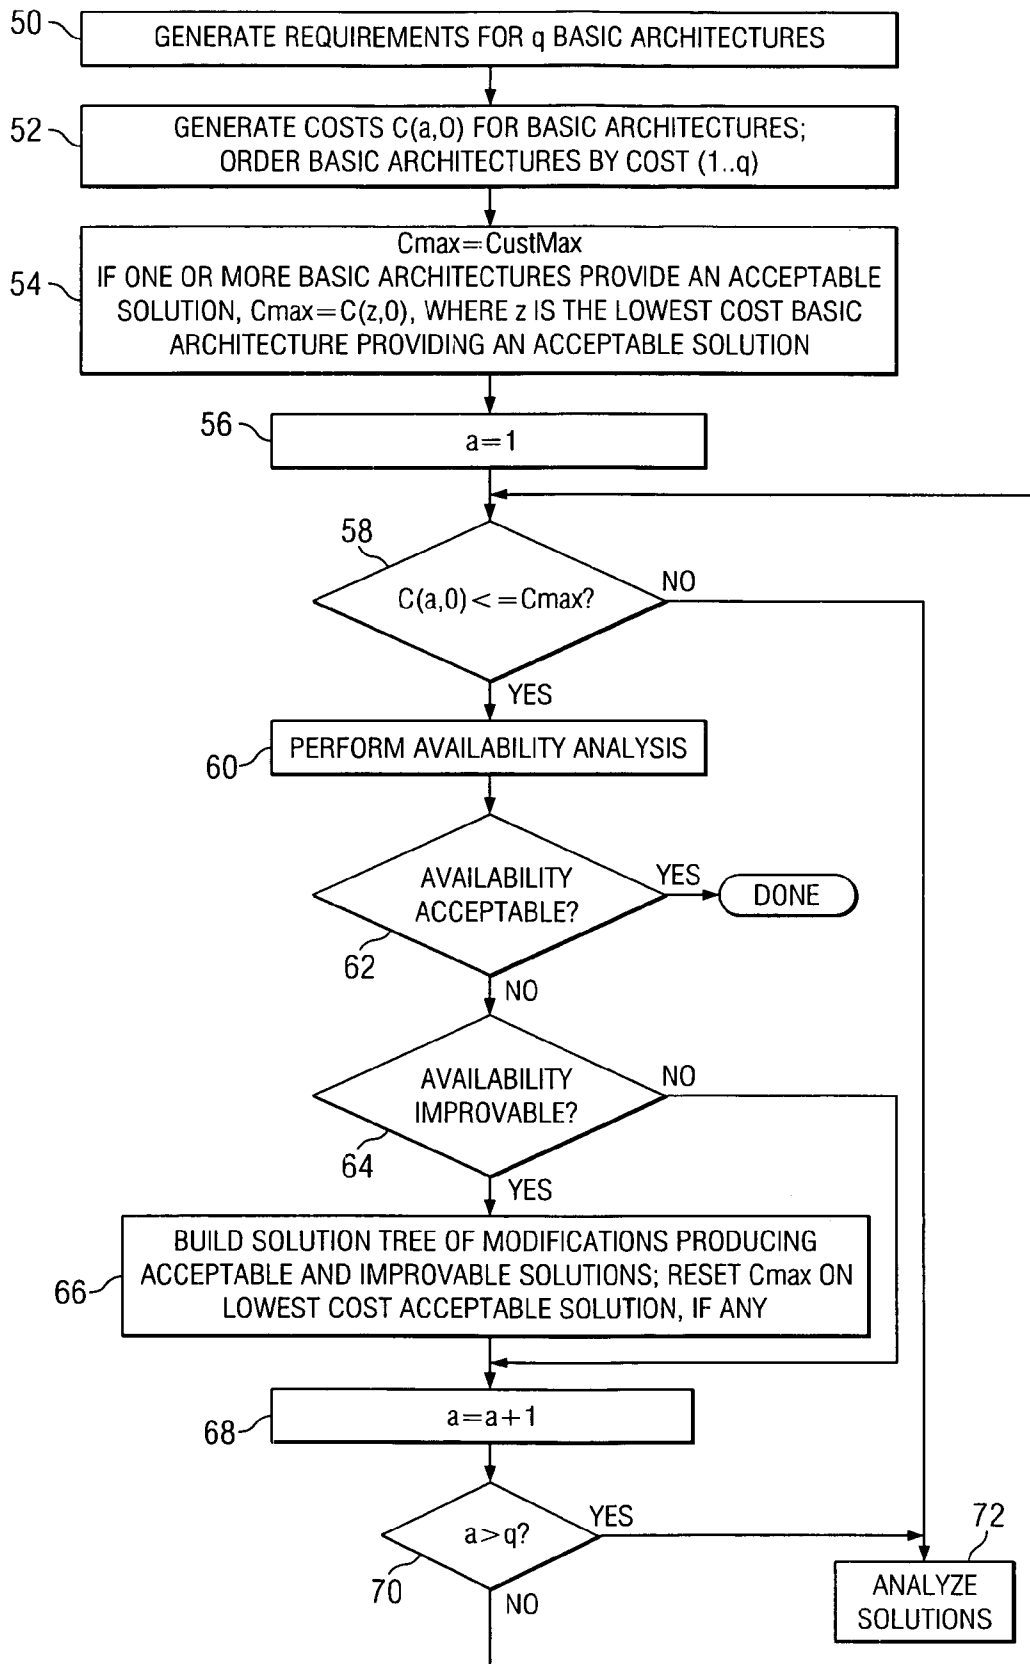 50
GENERATE REQUIREMENTS FOR q BASIC ARCHITECTURES
52
GENERATE COSTS C(a,0) FOR BASIC ARCHITECTURES;
ORDER BASIC ARCHITECTURES BY COST (1..q)
54
Cmax=CustMax
IF ONE OR MORE BASIC ARCHITECTURES PROVIDE AN ACCEPTABLE
SOLUTION, Cmax=C(z,0), WHERE z IS THE LOWEST COST BASIC
ARCHITECTURE PROVIDING AN ACCEPTABLE SOLUTION
56
a=1
58
C(a,0)<=Cmax?
NO
YES
60
PERFORM AVAILABILITY ANALYSIS
AVAILABILITY
ACCEPTABLE?
YES
DONE
62
NO
AVAILABILITY
IMPROVABLE?
NO
64
YES
66
BUILD SOLUTION TREE OF MODIFICATIONS PRODUCING
ACCEPTABLE AND IMPROVABLE SOLUTIONS; RESET Cmax ON
LOWEST COST ACCEPTABLE SOLUTION, IF ANY
68
a=a+1
a>q?
YES
70
NO
72
ANALYZE
SOLUTIONS